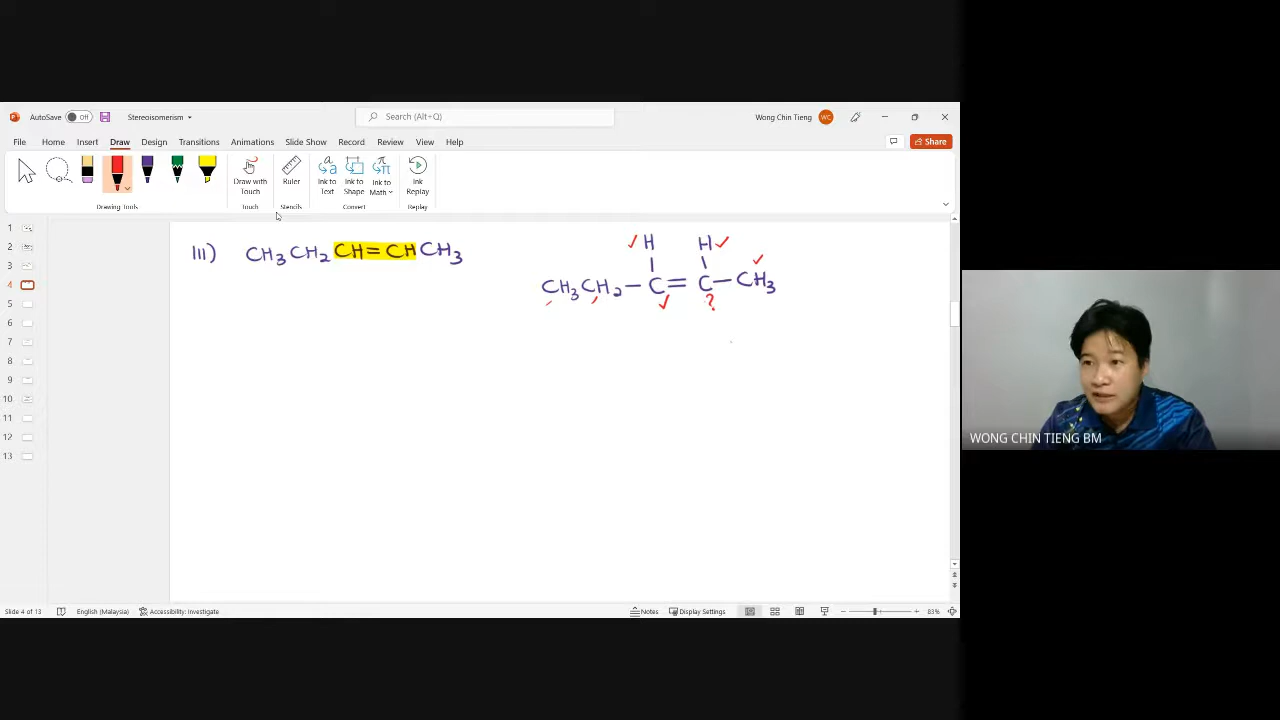 AutoSave Off Stereoisomerism Search (Alt+Q) Wong Chin Tieng WC
File Home Insert Draw Design Transitions Animations Slide Show Record Review View Help Share
Draw with Touch Ruler Ink to Text Ink to Shape Ink to Math Ink Replay
Drawing Tools Touch Stencils Convert Replay
1
2
3
4
5
6
7
8
9
10
11
12
13
✓ H H ✓
III) CH3CH2CH=CHCH3
✓
CH3CH2-C=C-CH3
✓ ?
WONG CHIN TIENG BM
Slide 4 of 13 English (Malaysia) Accessibility: Investigate Notes Display Settings 83%